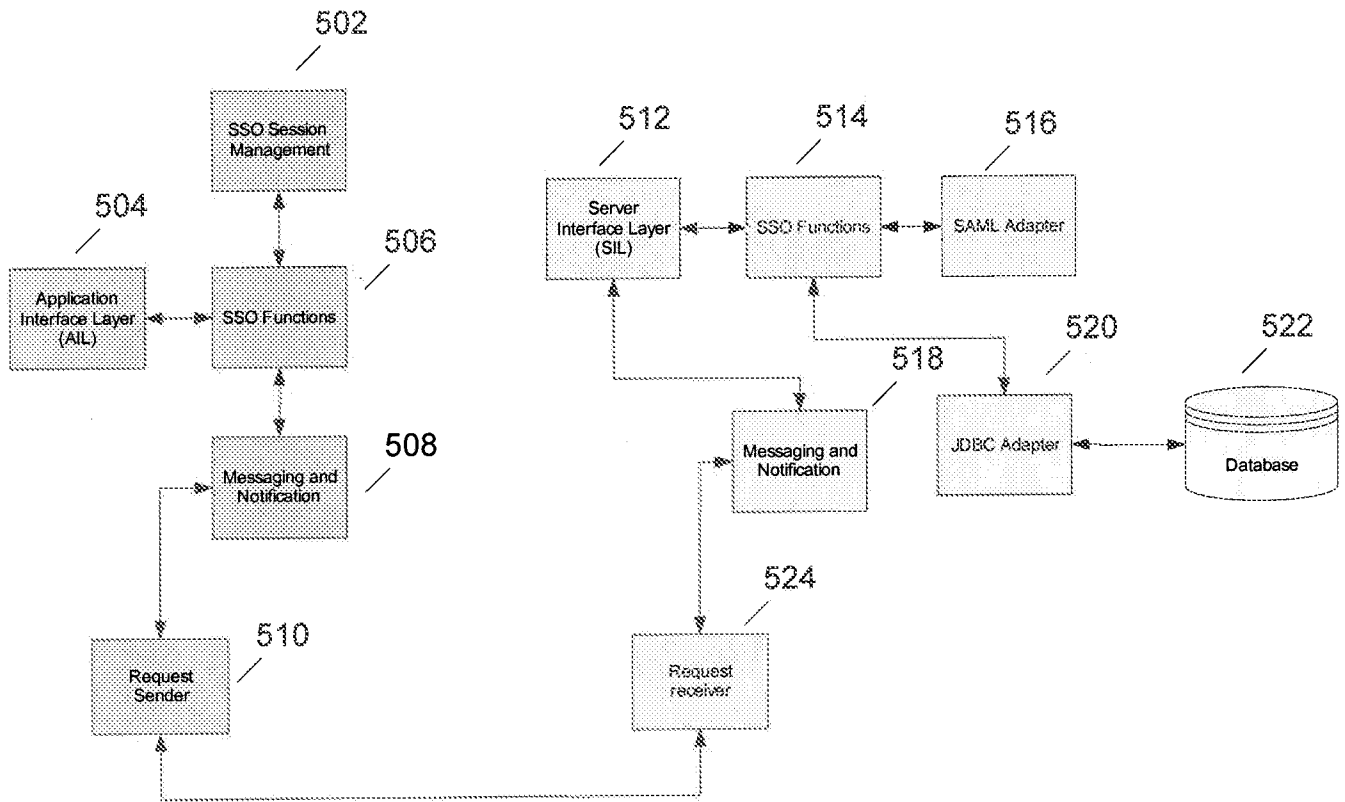 502
SSO Session
Management
504
Application
Interface Layer
(AIL)
506
SSO Functions
508
Messaging and
Notification
510
Request
Sender
512
Server
Interface Layer
(SIL)
514
SSO Functions
516
SAML Adapter
518
Messaging and
Notification
520
JDBC Adapter
522
Database
524
Request
receiver